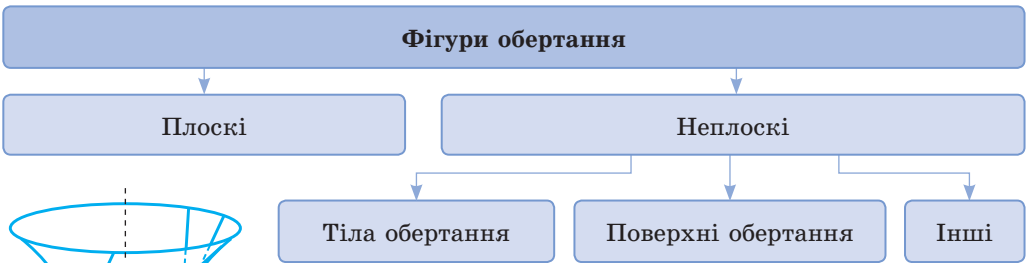 Фігури обертання
Плоскі
Неплоскі
Тіла обертання
Поверхні обертання
Інші